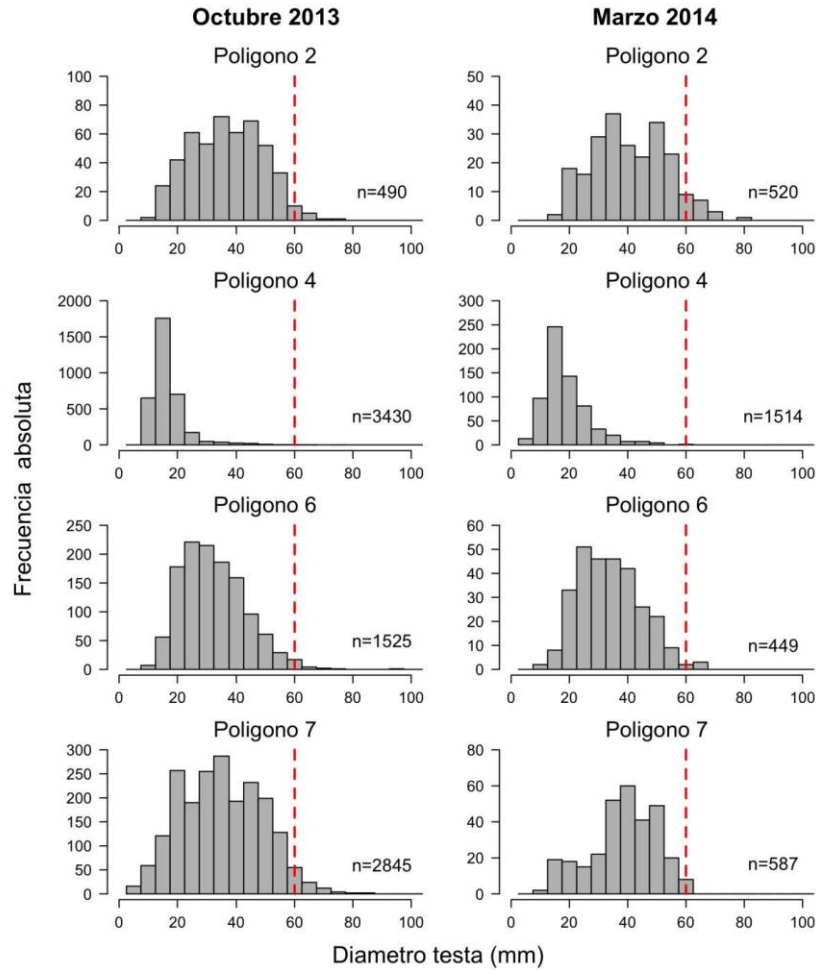 Octubre 2013
Marzo 2014
Poligono 2
Poligono 2
100
80
60
40
20
0
n=490
0 20 40 60 80 100
50
40
30
20
10
0
n=520
0 20 40 60 80 100
Poligono 4
Poligono 4
2000
1500
1000
500
0
n=3430
0 20 40 60 80 100
300
250
200
150
100
50
0
n=1514
0 20 40 60 80 100
Frecuencia absoluta
Poligono 6
Poligono 6
250
200
150
100
50
0
n=1525
0 20 40 60 80 100
60
50
40
30
20
10
0
n=449
0 20 40 60 80 100
Poligono 7
Poligono 7
300
250
200
150
100
50
0
n=2845
0 20 40 60 80 100
80
60
40
20
0
n=587
0 20 40 60 80 100
Diametro testa (mm)